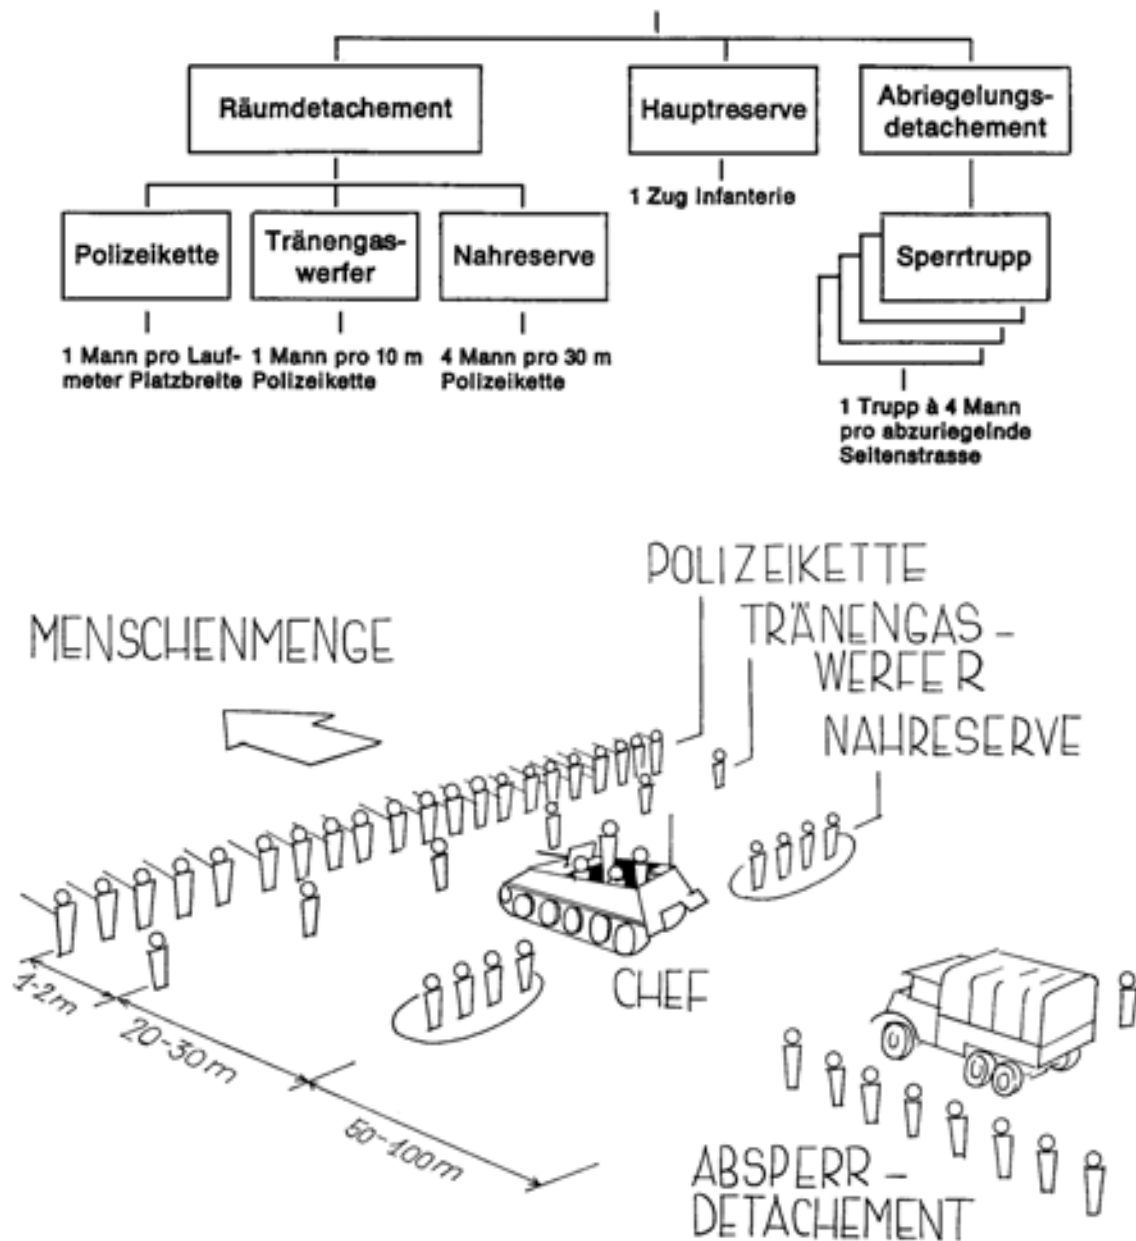 Räumdetachement
Hauptreserve
Abriegelungs-
detachement
1 Zug Infanterie
Polizeikette
Tränengas-
werfer
Nahreserve
Sperrtrupp
1 Mann pro Lauf-
meter Platzbreite
1 Mann pro 10 m
Polizeikette
4 Mann pro 30 m
Polizeikette
1 Trupp à 4 Mann
pro abzuriegelnde
Seitenstrasse
POLIZEIKETTE
MENSCHENMENGE
TRÄNENGAS-
WERFER
NAHRESERVE
CHEF
1-2m
20-30m
50-100m
ABSPERR-
DETACHEMENT